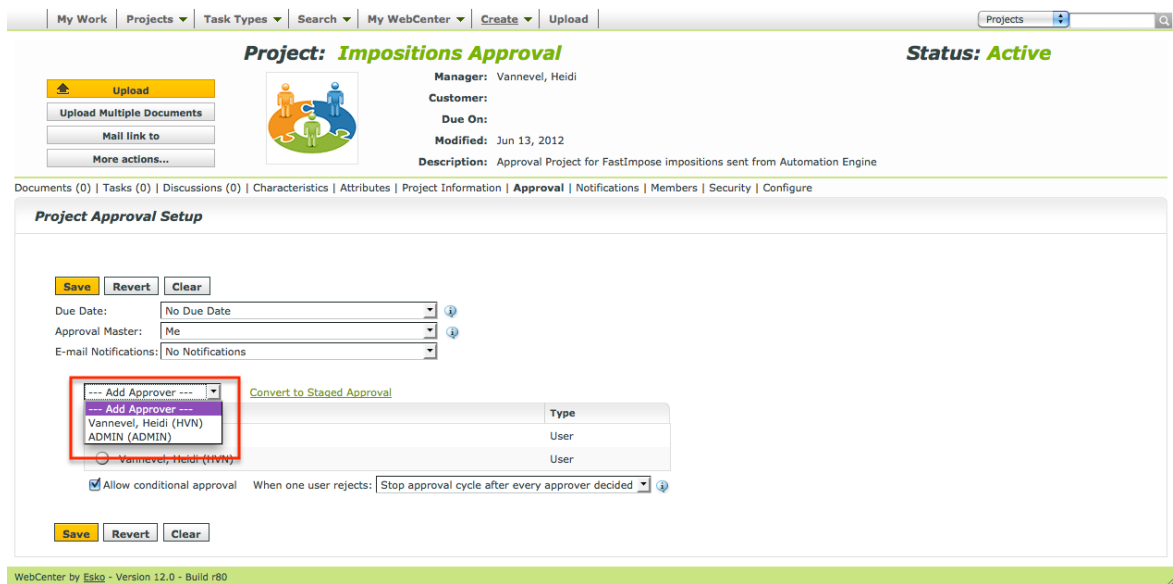 My Work Projects Task Types Search My WebCenter Create Upload Projects
Project: Impositions Approval Status: Active
Upload
Upload Multiple Documents
Mail link to
More actions...
Manager: Vannevel, Heidi
Customer:
Due On:
Modified: Jun 13, 2012
Description: Approval Project for FastImpose impositions sent from Automation Engine
Documents (0) | Tasks (0) | Discussions (0) | Characteristics | Attributes | Project Information | Approval | Notifications | Members | Security | Configure
Project Approval Setup
Save Revert Clear
Due Date: No Due Date
Approval Master: Me
E-mail Notifications: No Notifications
--- Add Approver --- Convert to Staged Approval
--- Add Approver ---
Vannevel, Heidi (HVN)
ADMIN (ADMIN)
Type
User
Vannevel, Heidi (HVN) User
Allow conditional approval When one user rejects: Stop approval cycle after every approver decided
Save Revert Clear
WebCenter by Esko - Version 12.0 - Build r80